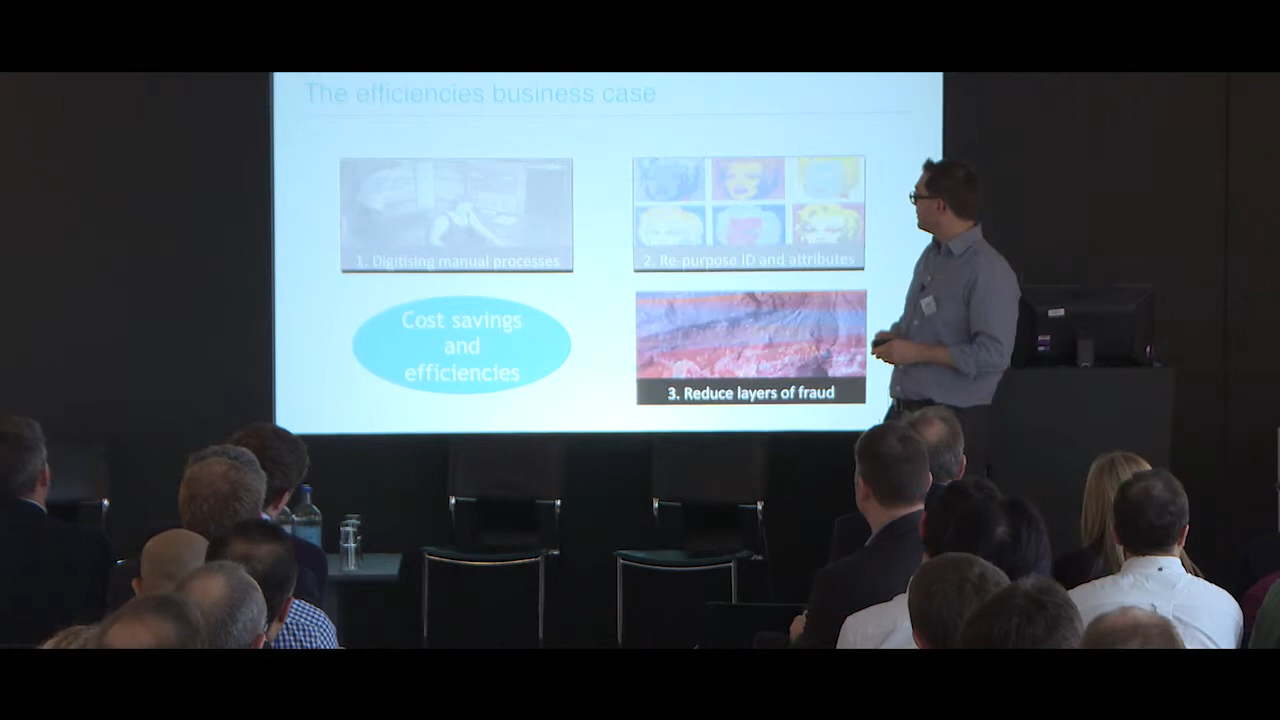 The efficiencies business case
1. Digitising manual processes
2. Re-purpose ID and attributes
Cost savings
and
efficiencies
3. Reduce layers of fraud